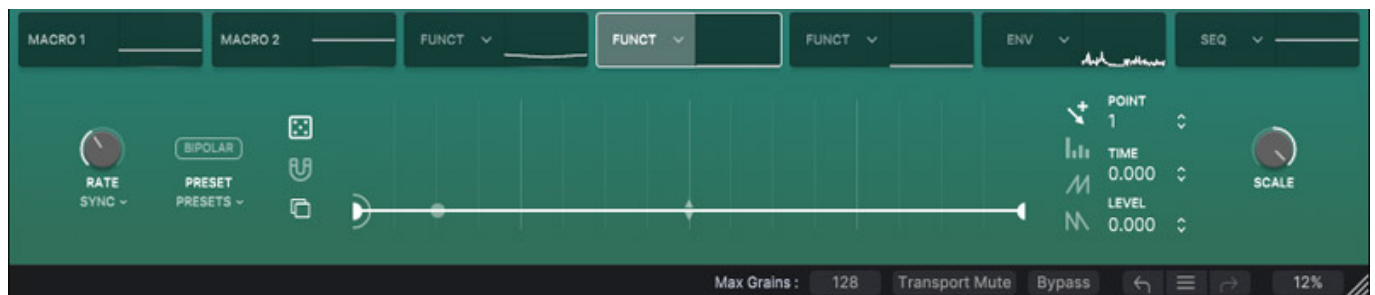 MACRO 1 MACRO 2 FUNCT FUNCT FUNCT ENV SEQ
BIPOLAR
RATE PRESET
SYNC PRESETS
POINT
1
TIME
0.000
LEVEL
0.000
SCALE
Max Grains : 128 Transport Mute Bypass 12%